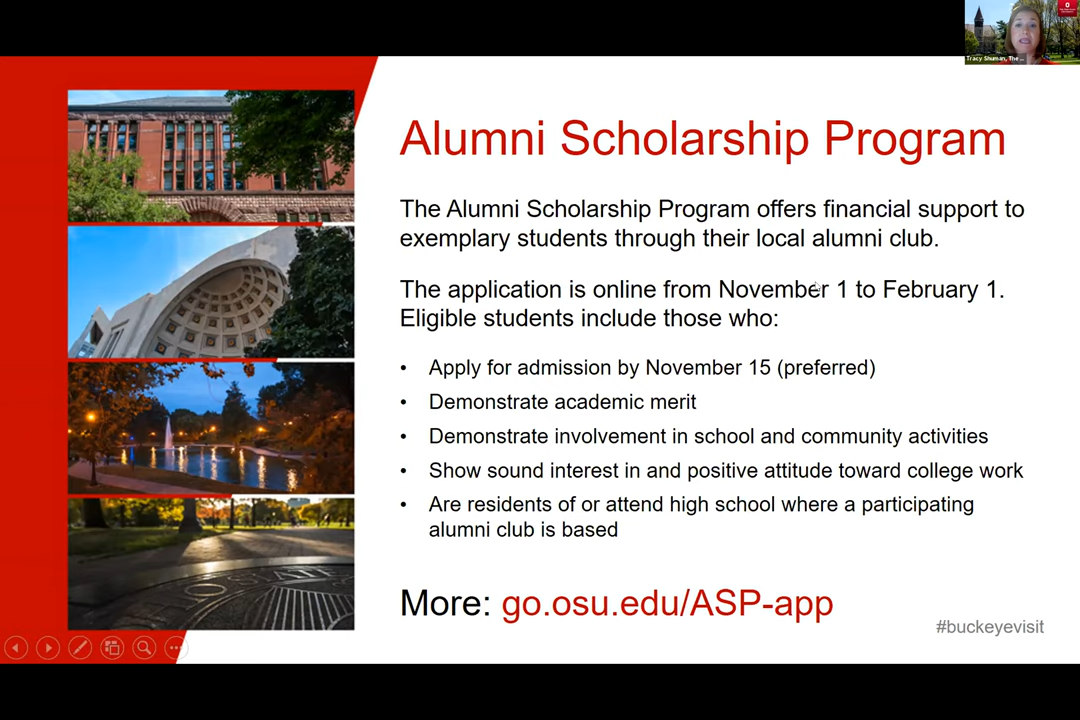 Tracy Shuman, The ...
Alumni Scholarship Program
The Alumni Scholarship Program offers financial support to
exemplary students through their local alumni club.
The application is online from November 1 to February 1.
Eligible students include those who:
• Apply for admission by November 15 (preferred)
• Demonstrate academic merit
• Demonstrate involvement in school and community activities
• Show sound interest in and positive attitude toward college work
• Are residents of or attend high school where a participating
alumni club is based
More: go.osu.edu/ASP-app
#buckeyevisit